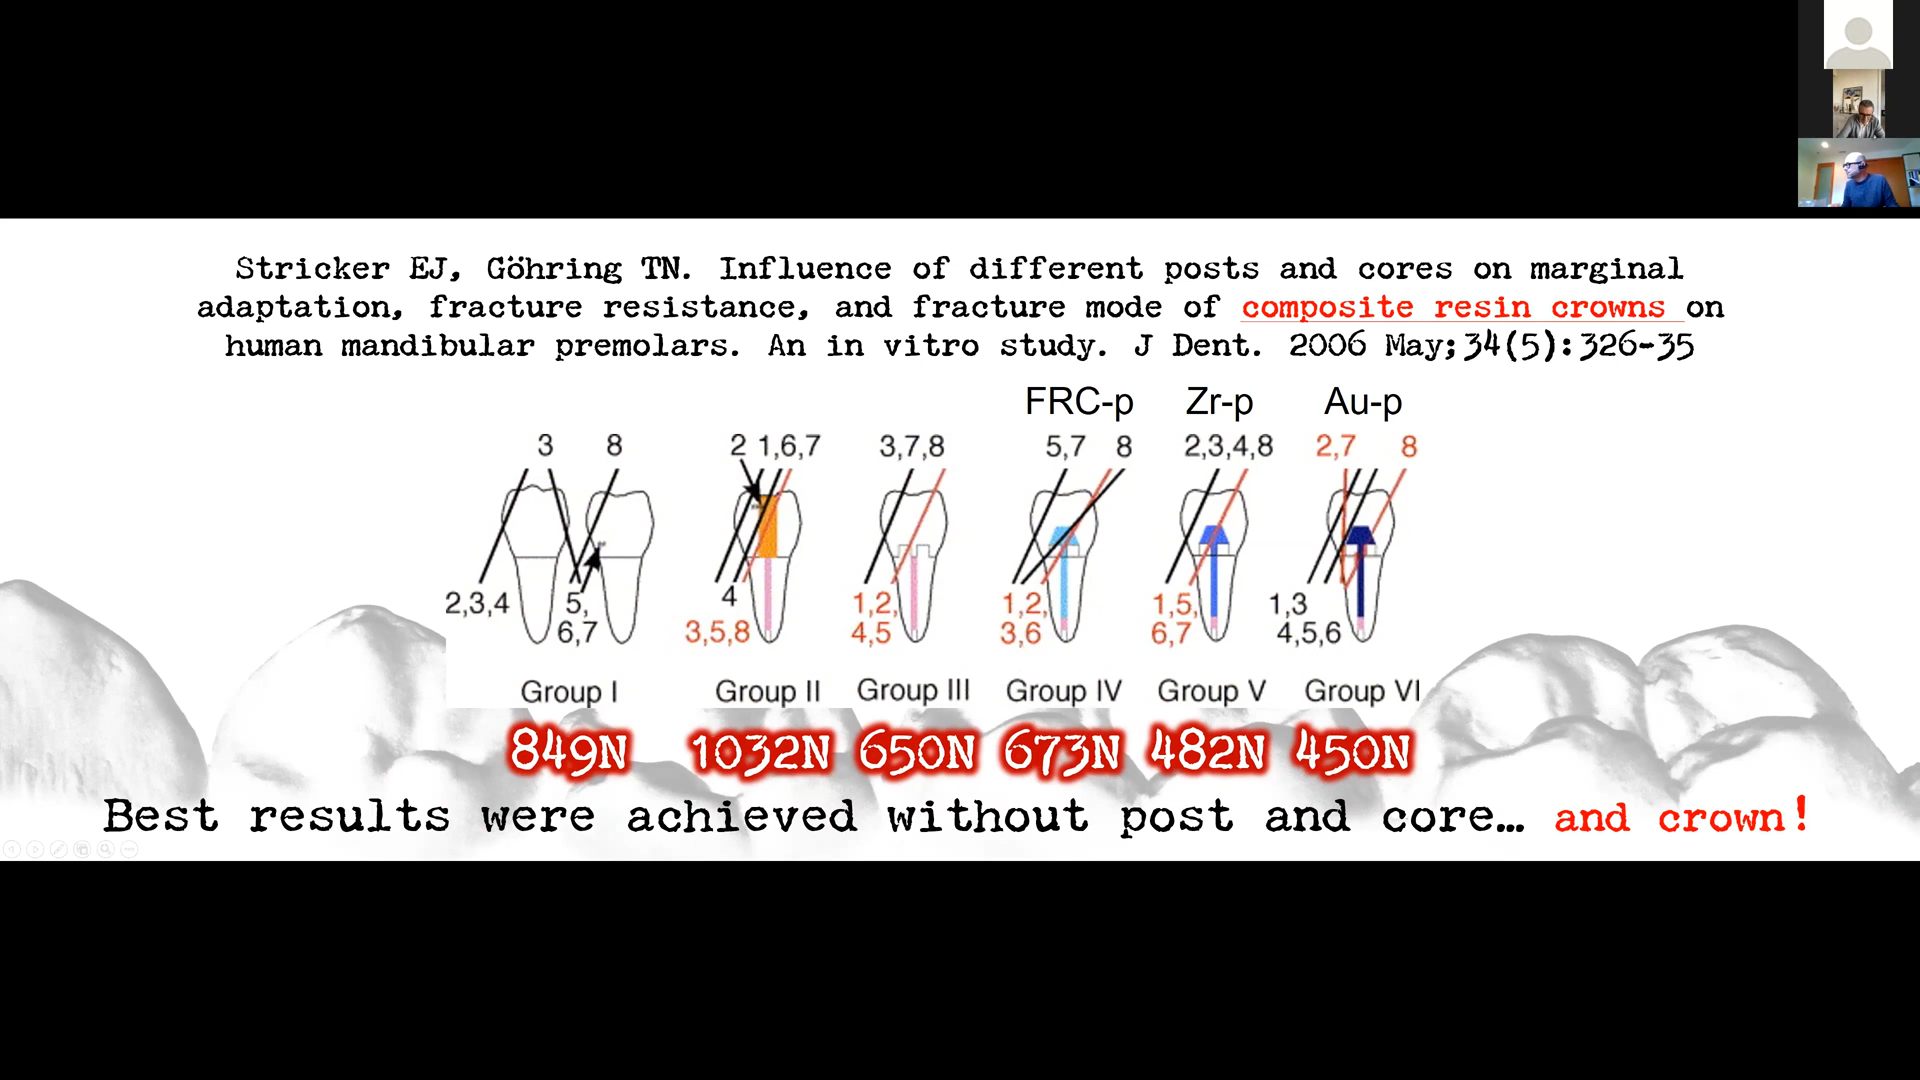 Stricker EJ, Göhring TN. Influence of different posts and cores on marginal
adaptation, fracture resistance, and fracture mode of composite resin crowns on
human mandibular premolars. An in vitro study. J Dent. 2006 May;34(5):326-35
FRC-p Zr-p Au-p
3 8 2 1,6,7 3,7,8 5,7 8 2,3,4,8 2,7 8
2,3,4 5, 4 1,2, 1,2, 1,5, 1,3
6,7 3,5,8 4,5 3,6 6,7 4,5,6
Group I Group II Group III Group IV Group V Group VI
849N 1032N 650N 673N 482N 450N
Best results were achieved without post and core… and crown!